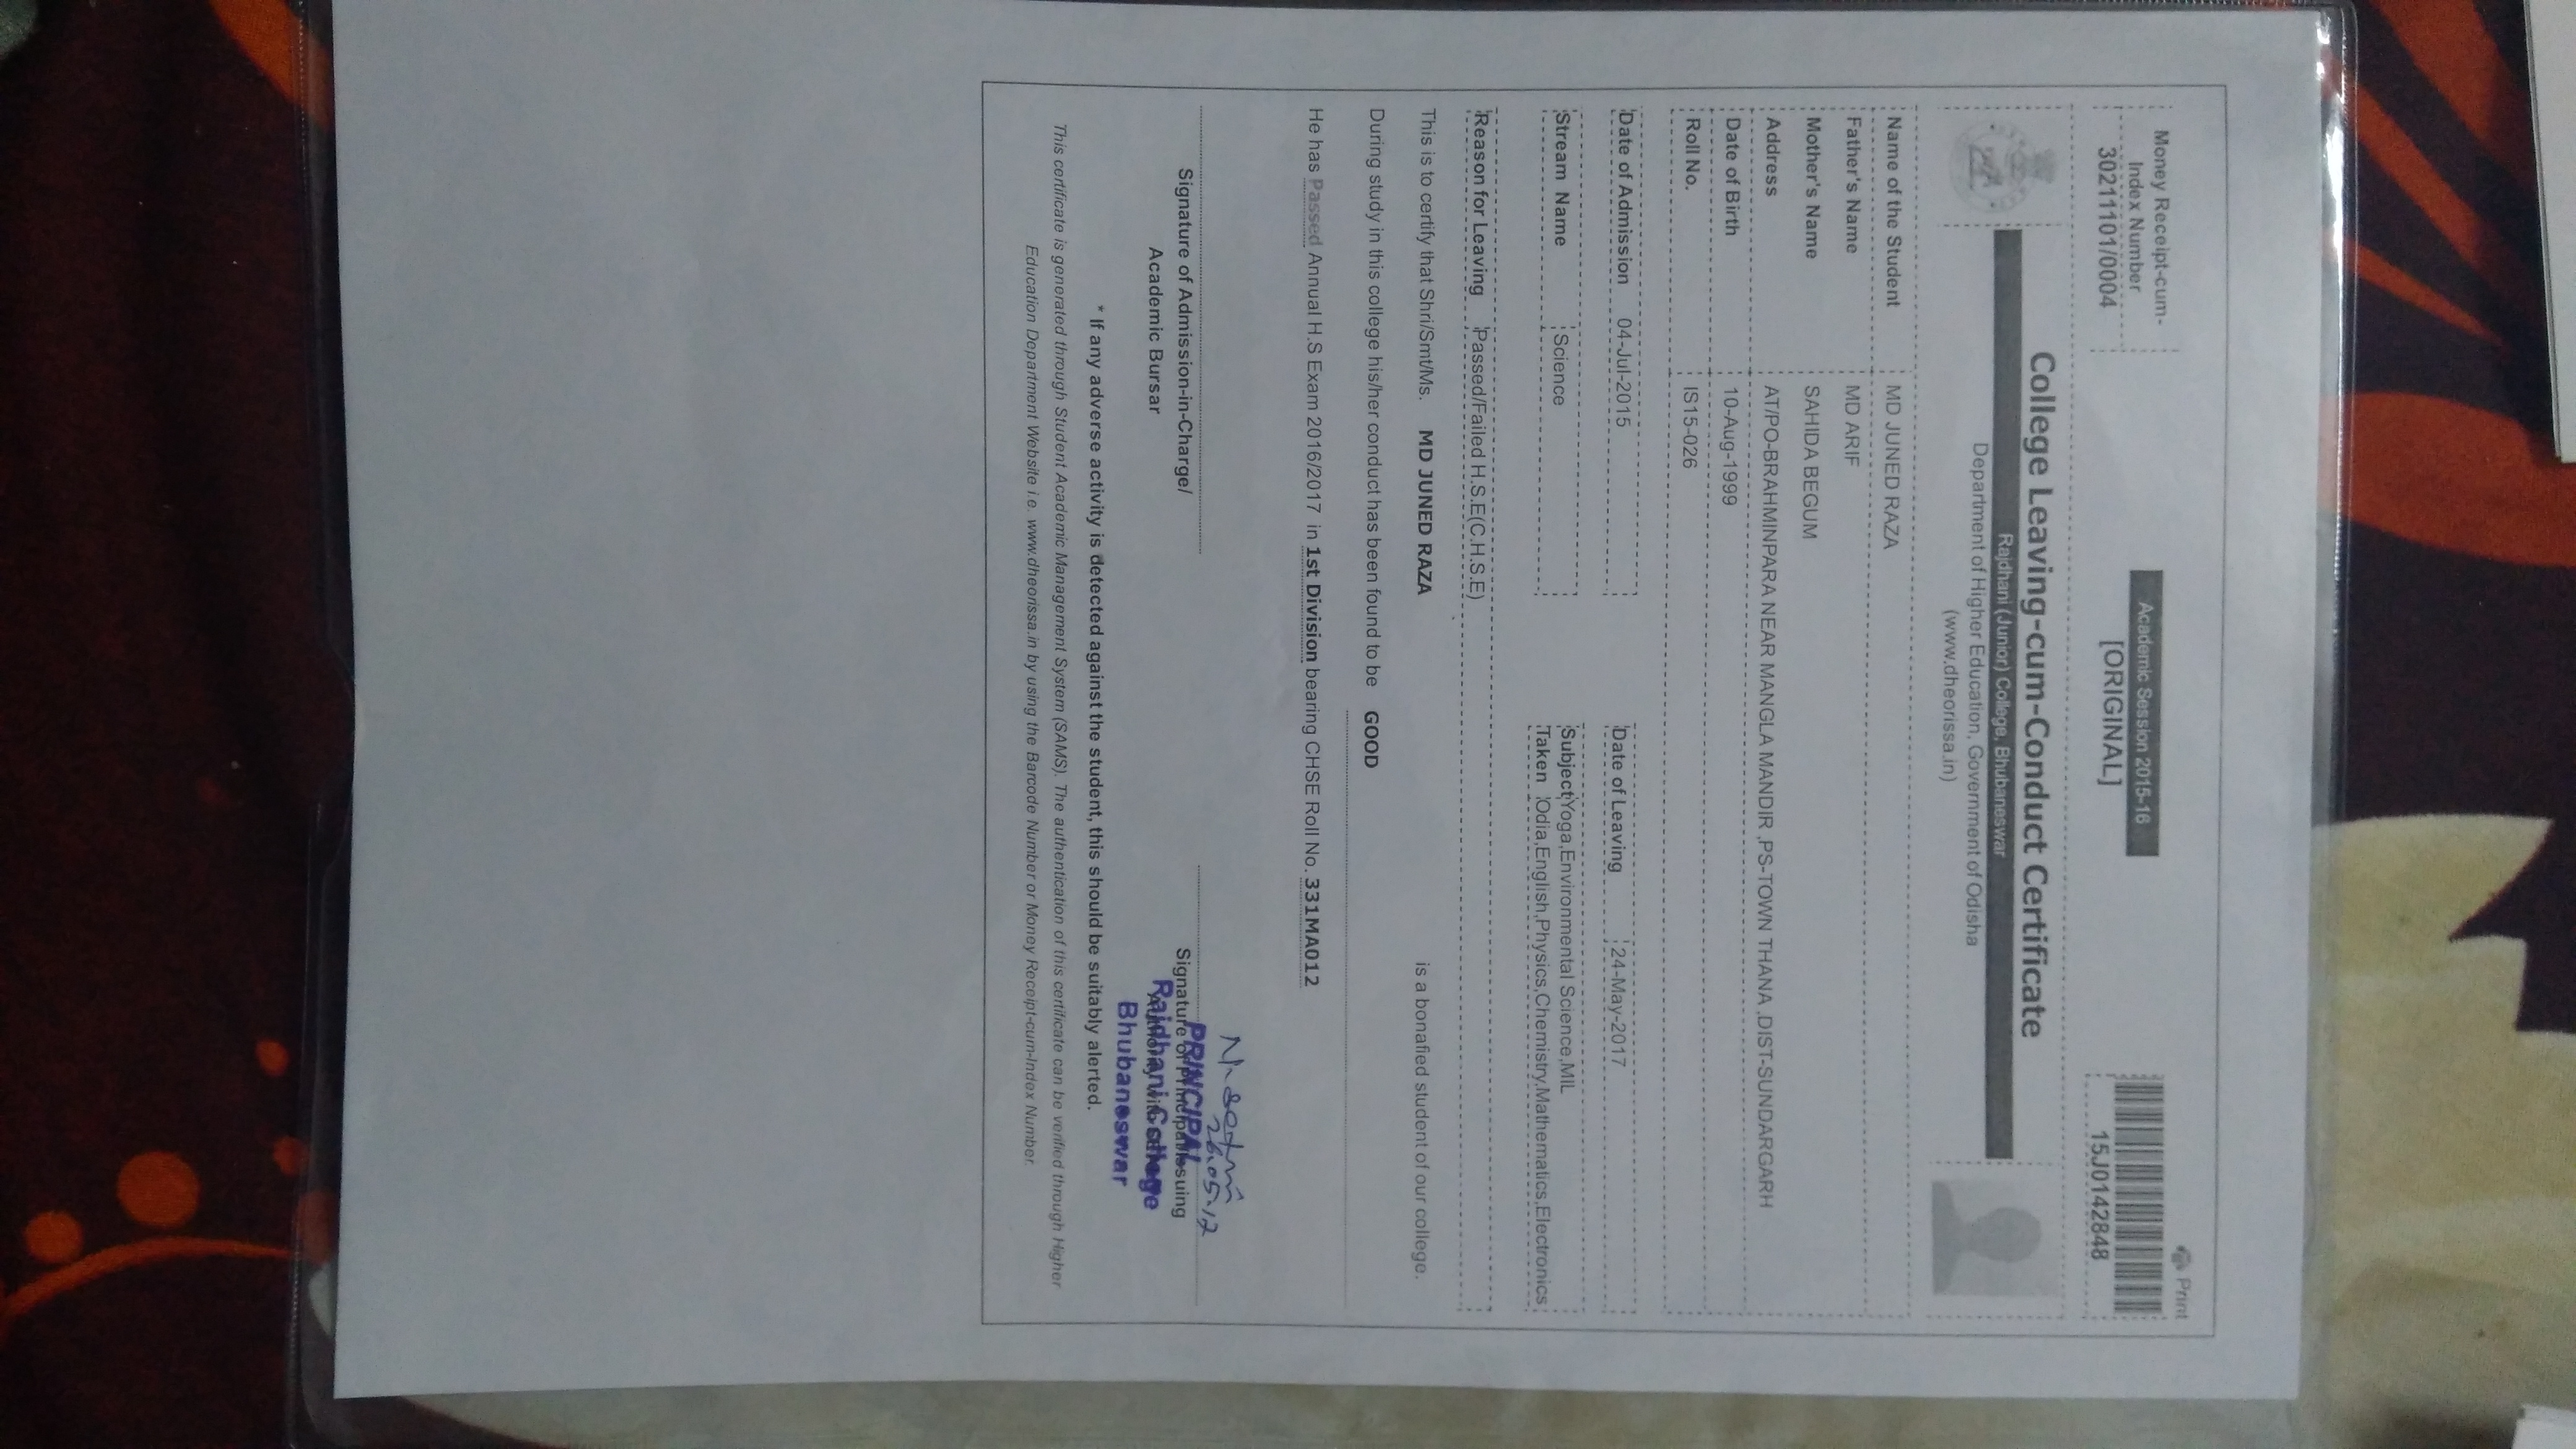 Print
Money Receipt-cum-
Index Number
30211101/0004
Academic Session 2015-16
[ORIGINAL]
15J0142848
College Leaving-cum-Conduct Certificate
Rajdhani (Junior) College, Bhubaneswar
Department of Higher Education, Government of Odisha
(www.dheorissa.in)
Name of the Student MD JUNED RAZA
Father's Name MD ARIF
Mother's Name SAHIDA BEGUM
Address AT/PO-BRAHMINPARA NEAR MANGLA MANDIR ,PS-TOWN THANA ,DIST-SUNDARGARH
Date of Birth 10-Aug-1999
Roll No. IS15-026
Date of Admission 04-Jul-2015 Date of Leaving 24-May-2017
Stream Name Science Subject Yoga,Environmental Science,MIL
Taken Odia,English,Physics,Chemistry,Mathematics,Electronics
Reason for Leaving Passed/Failed H.S.E(C.H.S.E)
This is to certify that Shri/Smt/Ms. MD JUNED RAZA is a bonafied student of our college.
During study in this college his/her conduct has been found to be GOOD
He has Passed Annual H.S Exam 2016/2017 in 1st Division bearing CHSE Roll No. 331MA012
26.05.17
Signature of Admission-in-Charge/
Academic Bursar
Signature of Principal Issuing
PRINCIPAL
Rajdhani College
Bhubaneswar
* If any adverse activity is detected against the student, this should be suitably alerted.
This certificate is generated through Student Academic Management System (SAMS). The authentication of this certificate can be verified through Higher
Education Department Website i.e. www.dheorissa.in by using the Barcode Number or Money Receipt-cum-Index Number.